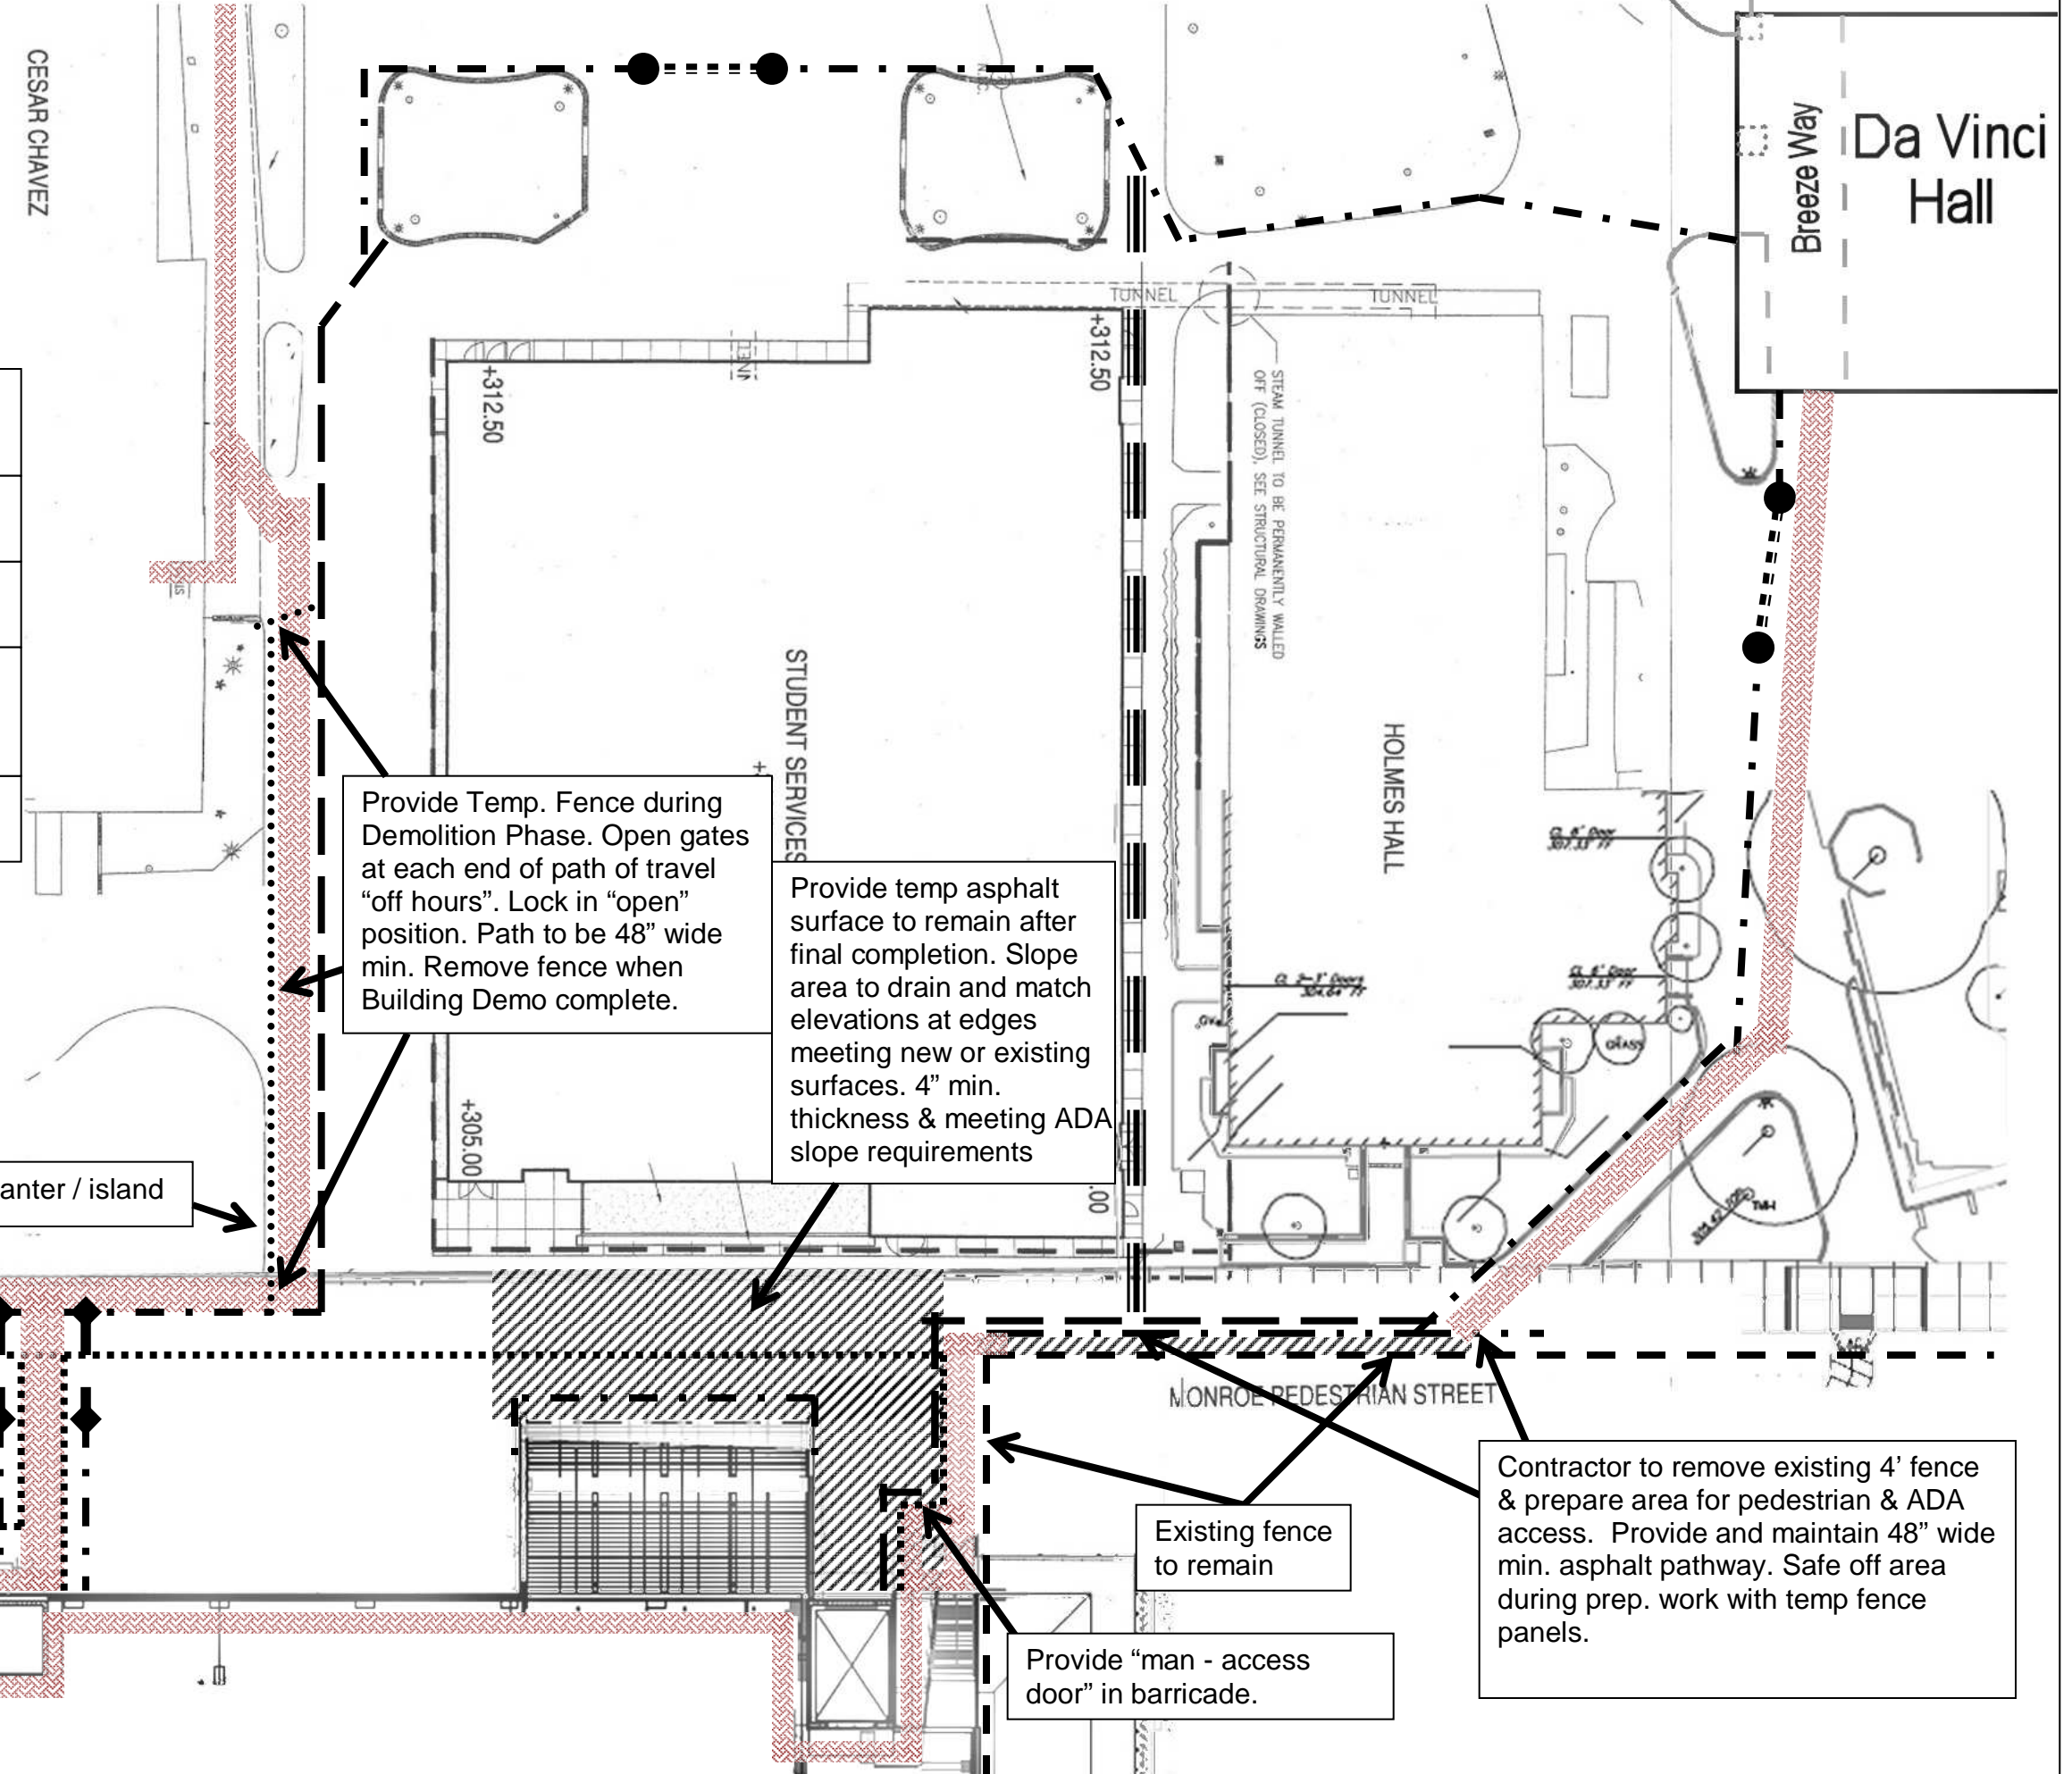 CESAR CHAVEZ
Breeze Way
Da Vinci
Hall
TUNNEL
TUNNEL
+312.50
+312.50
STEAM TUNNEL TO BE PERMANENTLY WALLED
OFF (CLOSED), SEE STRUCTURAL DRAWINGS
STUDENT SERVICES
HOLMES HALL
Provide Temp. Fence during
Demolition Phase. Open gates
at each end of path of travel
“off hours”. Lock in “open”
position. Path to be 48” wide
min. Remove fence when
Building Demo complete.
Provide temp asphalt
surface to remain after
final completion. Slope
area to drain and match
elevations at edges
meeting new or existing
surfaces. 4” min.
thickness & meeting ADA
slope requirements
GRASS
+305.00
.00
anter / island
MONROE PEDESTRIAN STREET
Existing fence
to remain
Contractor to remove existing 4’ fence
& prepare area for pedestrian & ADA
access.  Provide and maintain 48” wide
min. asphalt pathway. Safe off area
during prep. work with temp fence
panels.
Provide “man - access
door” in barricade.